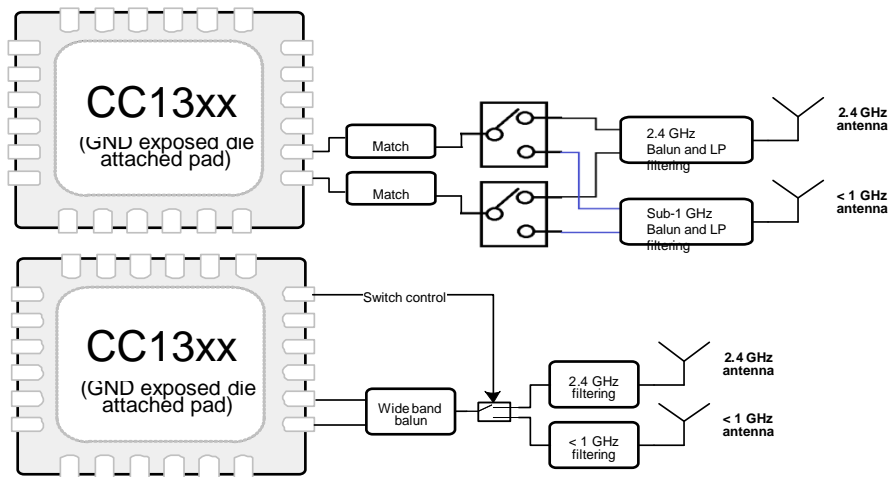 CC13xx
(GND exposed die
attached pad)
Match
Match
2.4 GHz
Balun and LP
filtering
Sub-1 GHz
Balun and LP
filtering
2.4 GHz
antenna
< 1 GHz
antenna
CC13xx
(GND exposed die
attached pad)
Switch control
Wide band
balun
2.4 GHz
filtering
< 1 GHz
filtering
2.4 GHz
antenna
< 1 GHz
antenna